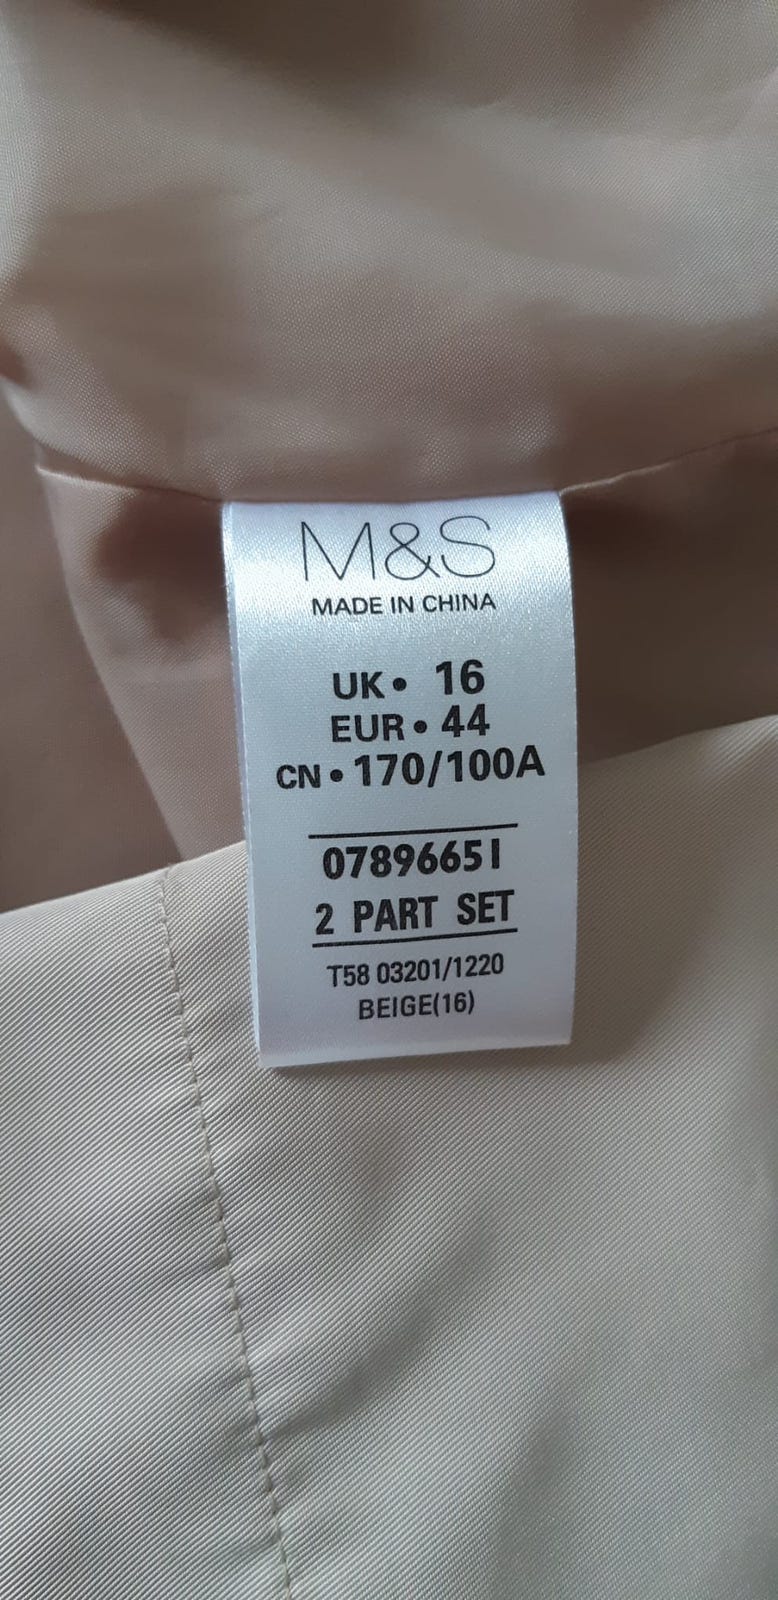 M&S
MADE IN CHINA
UK • 16
EUR • 44
CN • 170/100A
07896651
2 PART SET
T58 03201/1220
BEIGE(16)